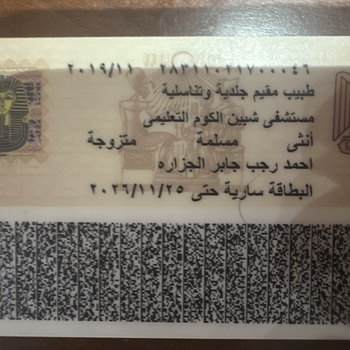 ٢٨٣١١٠٢١٧٠٠٠٤٦ ٢٠١٩/١١
طبيب مقيم جلدية وتناسلية
مستشفى شبين الكوم التعليمى
أنثى مسلمة متزوجة
احمد رجب جابر الجزاره
البطاقة سارية حتى ٢٠٢٦/١١/٢٥